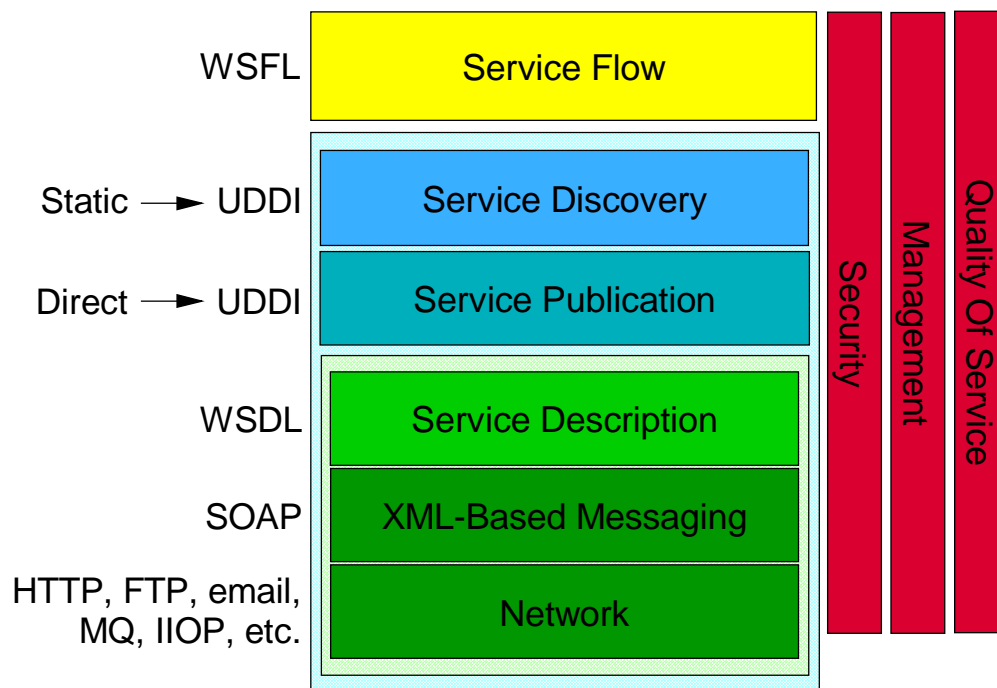 WSFL
Service Flow
Static
UDDI
Service Discovery
Direct
UDDI
Service Publication
WSDL
Service Description
SOAP
XML-Based Messaging
HTTP, FTP, email,
MQ, IIOP, etc.
Network
Security
Management
Quality Of Service